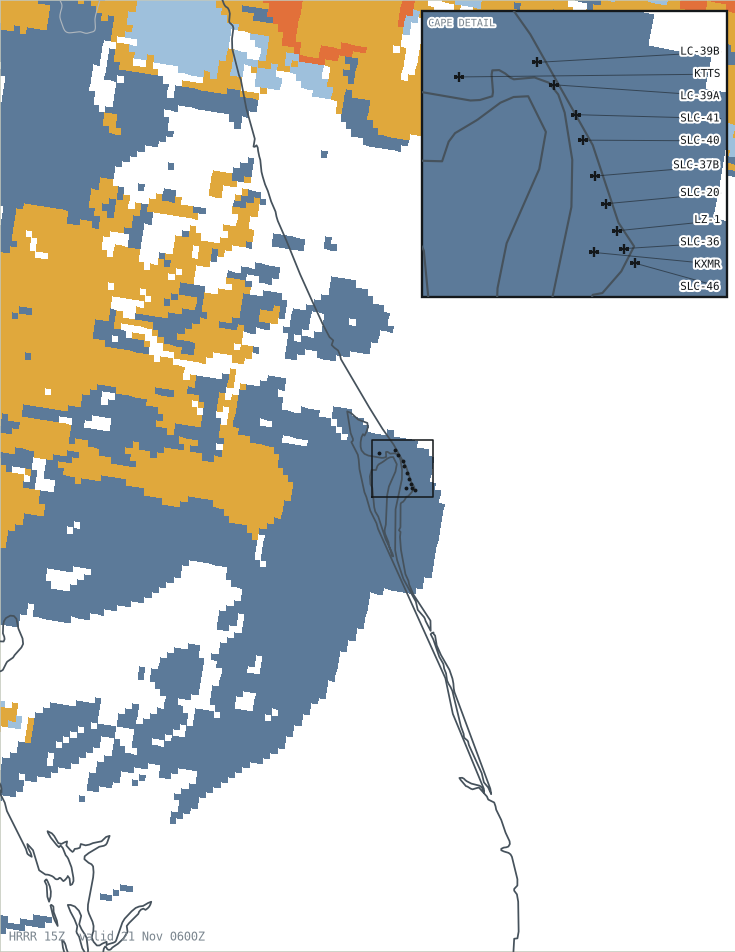 CAPE DETAIL
LC-39B
KTTS
LC-39A
SLC-41
SLC-40
SLC-37B
SLC-20
LZ-1
SLC-36
KXMR
SLC-46
HRRR 15Z valid 21 Nov 0600Z